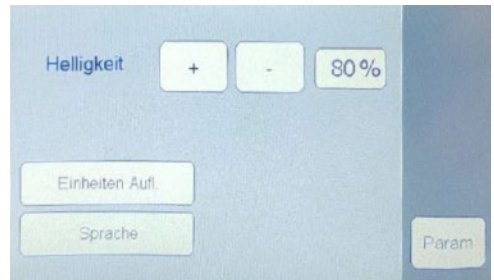 Helligkeit + - 80%
Einheiten Aufl.
Sprache
Param